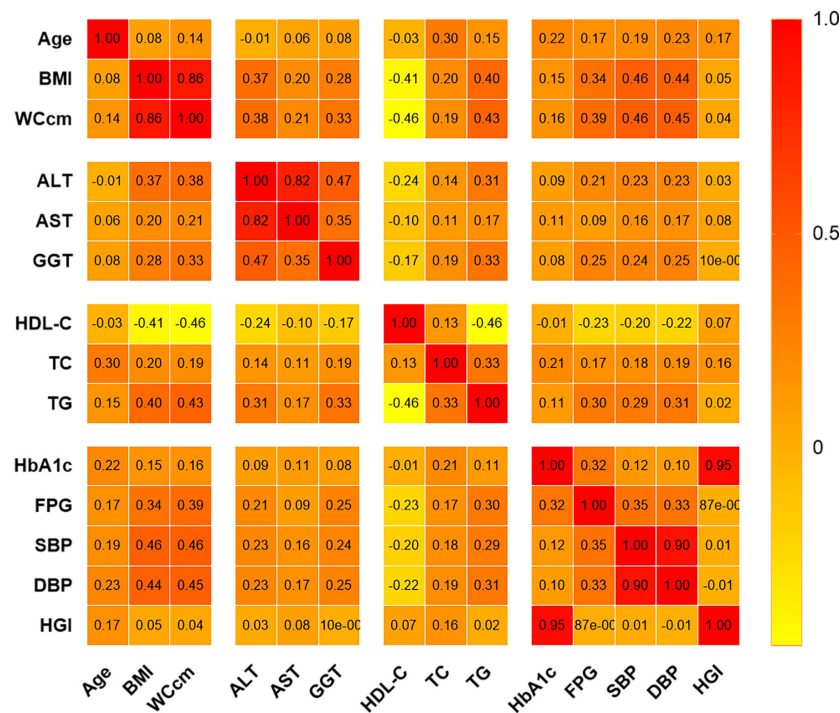 1.0
Age 1.00 0.08 0.14 -0.01 0.06 0.08 -0.03 0.30 0.15 0.22 0.17 0.19 0.23 0.17
BMI 0.08 1.00 0.86 0.37 0.20 0.28 -0.41 0.20 0.40 0.15 0.34 0.46 0.44 0.05
WCcm 0.14 0.86 1.00 0.38 0.21 0.33 -0.46 0.19 0.43 0.16 0.39 0.46 0.45 0.04
ALT -0.01 0.37 0.38 1.00 0.82 0.47 -0.24 0.14 0.31 0.09 0.21 0.23 0.23 0.03
0.5
AST 0.06 0.20 0.21 0.82 1.00 0.35 -0.10 0.11 0.17 0.11 0.09 0.16 0.17 0.08
GGT 0.08 0.28 0.33 0.47 0.35 1.00 -0.17 0.19 0.33 0.08 0.25 0.24 0.25 10e-00
HDL-C -0.03 -0.41 -0.46 -0.24 -0.10 -0.17 1.00 0.13 -0.46 -0.01 -0.23 -0.20 -0.22 0.07
TC 0.30 0.20 0.19 0.14 0.11 0.19 0.13 1.00 0.33 0.21 0.17 0.18 0.19 0.16
TG 0.15 0.40 0.43 0.31 0.17 0.33 -0.46 0.33 1.00 0.11 0.30 0.29 0.31 0.02
0
HbA1c 0.22 0.15 0.16 0.09 0.11 0.08 -0.01 0.21 0.11 1.00 0.32 0.12 0.10 0.95
FPG 0.17 0.34 0.39 0.21 0.09 0.25 -0.23 0.17 0.30 0.32 1.00 0.35 0.33 87e-00
SBP 0.19 0.46 0.46 0.23 0.16 0.24 -0.20 0.18 0.29 0.12 0.35 1.00 0.90 0.01
DBP 0.23 0.44 0.45 0.23 0.17 0.25 -0.22 0.19 0.31 0.10 0.33 0.90 1.00 -0.01
HGI 0.17 0.05 0.04 0.03 0.08 10e-00 0.07 0.16 0.02 0.95 87e-00 0.01 -0.01 1.00
Age BMI WCcm ALT AST GGT HDL-C TC TG HbA1c FPG SBP DBP HGI